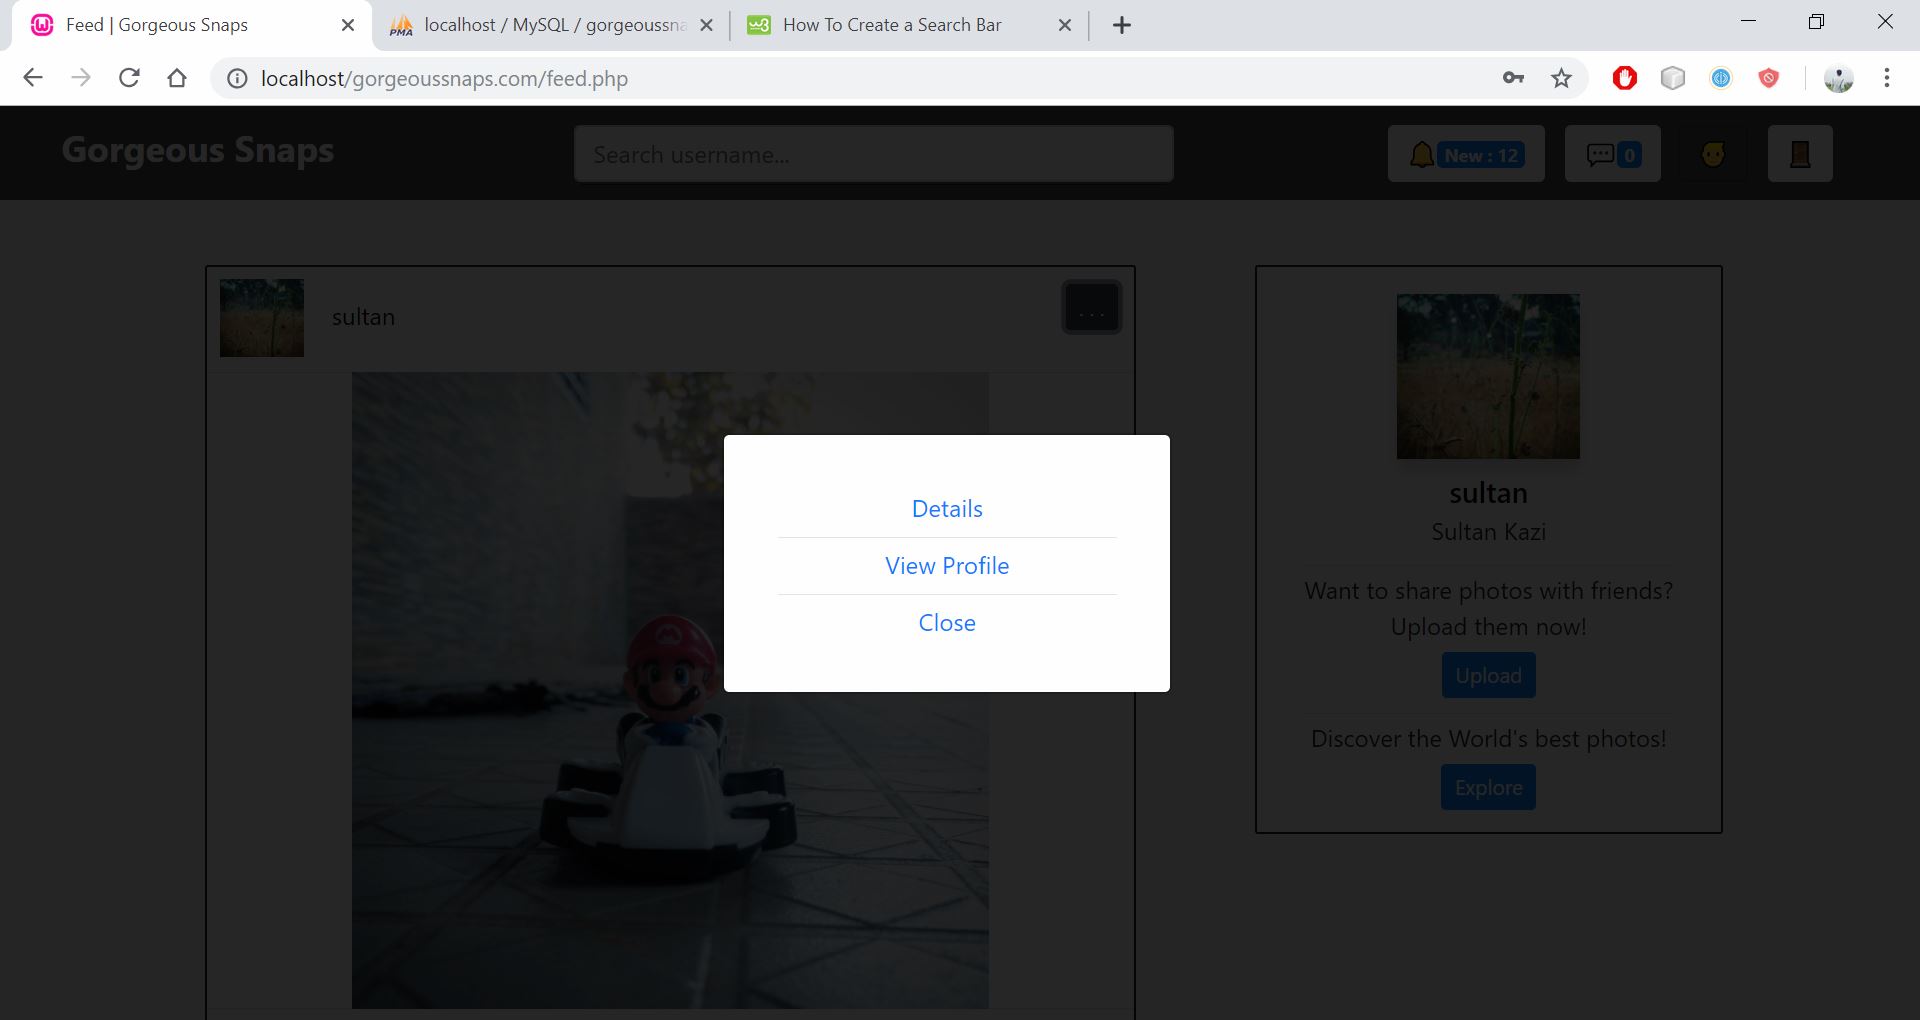 Feed | Gorgeous Snaps
localhost / MySQL / gorgeoussna
How To Create a Search Bar
localhost/gorgeoussnaps.com/feed.php
Gorgeous Snaps
Search username...
New : 12
0
sultan
...
Details
View Profile
Close
sultan
Sultan Kazi
Want to share photos with friends?
Upload them now!
Upload
Discover the World's best photos!
Explore
PMA